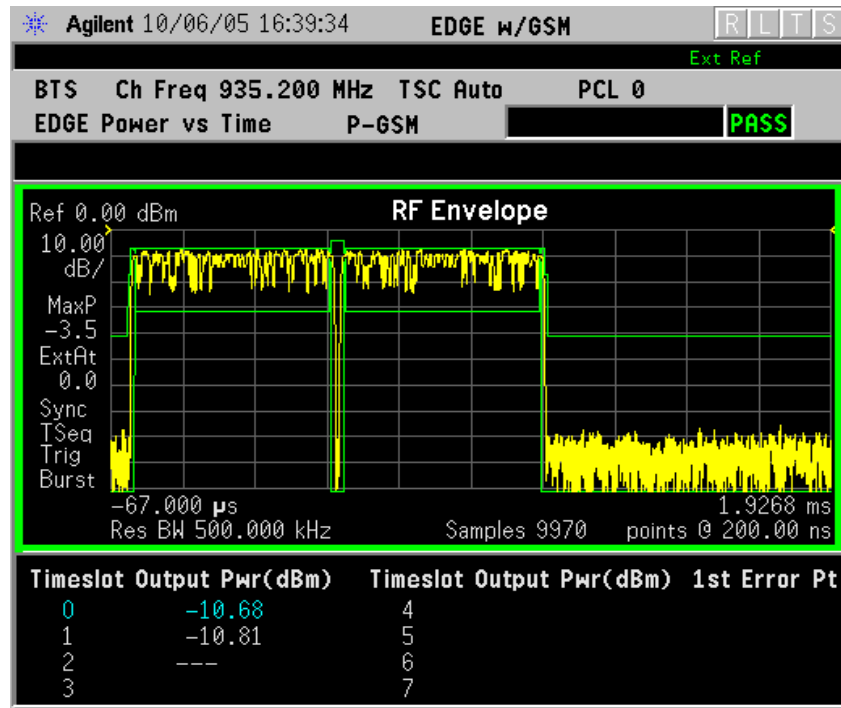 Agilent 10/06/05 16:39:34 EDGE w/GSM R L T S
Ext Ref
BTS Ch Freq 935.200 MHz TSC Auto PCL 0
EDGE Power vs Time P-GSM PASS
Ref 0.00 dBm RF Envelope
10.00
dB/
MaxP
-3.5
ExtAt
0.0
Sync
TSeq
Trig
Burst
-67.000 µs 1.9268 ms
Res BW 500.000 kHz Samples 9970 points @ 200.00 ns
Timeslot Output Pwr(dBm) Timeslot Output Pwr(dBm) 1st Error Pt
0 -10.68 4
1 -10.81 5
2 --- 6
3 7